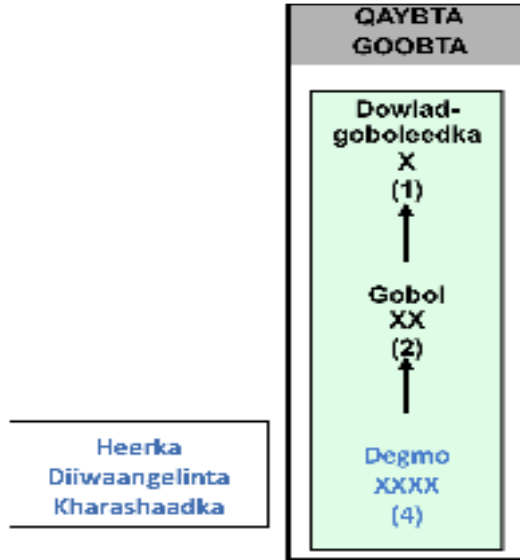 QAYBTA
GOOBTA
Dowlad-
goboleedka
X
(1)
Gobol
XX
(2)
Degmo
XXXX
(4)
Heerka
Diiwaangelinta
Kharashaadka